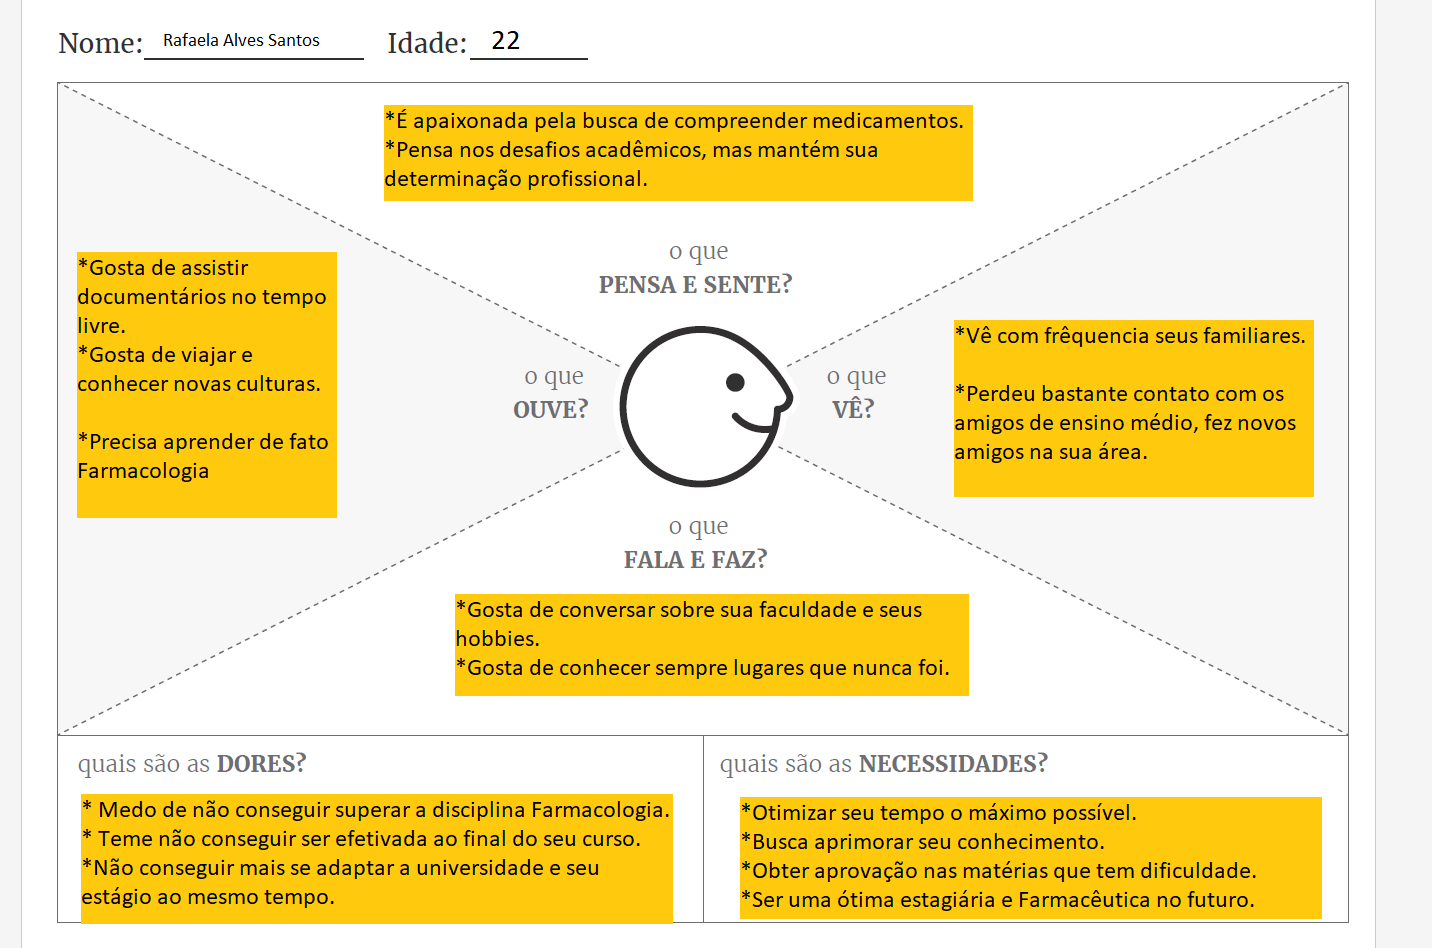 Nome: Rafaela Alves Santos Idade: 22
*É apaixonada pela busca de compreender medicamentos.
*Pensa nos desafios acadêmicos, mas mantém sua
determinação profissional.
o que
PENSA E SENTE?
*Gosta de assistir
documentários no tempo
livre.
*Gosta de viajar e
conhecer novas culturas.
*Precisa aprender de fato
Farmacologia
o que
OUVE?
o que
VÊ?
*Vê com frêquencia seus familiares.
*Perdeu bastante contato com os
amigos de ensino médio, fez novos
amigos na sua área.
o que
FALA E FAZ?
*Gosta de conversar sobre sua faculdade e seus
hobbies.
*Gosta de conhecer sempre lugares que nunca foi.
quais são as DORES?
* Medo de não conseguir superar a disciplina Farmacologia.
* Teme não conseguir ser efetivada ao final do seu curso.
*Não conseguir mais se adaptar a universidade e seu
estágio ao mesmo tempo.
quais são as NECESSIDADES?
*Otimizar seu tempo o máximo possível.
*Busca aprimorar seu conhecimento.
*Obter aprovação nas matérias que tem dificuldade.
*Ser uma ótima estagiária e Farmacêutica no futuro.